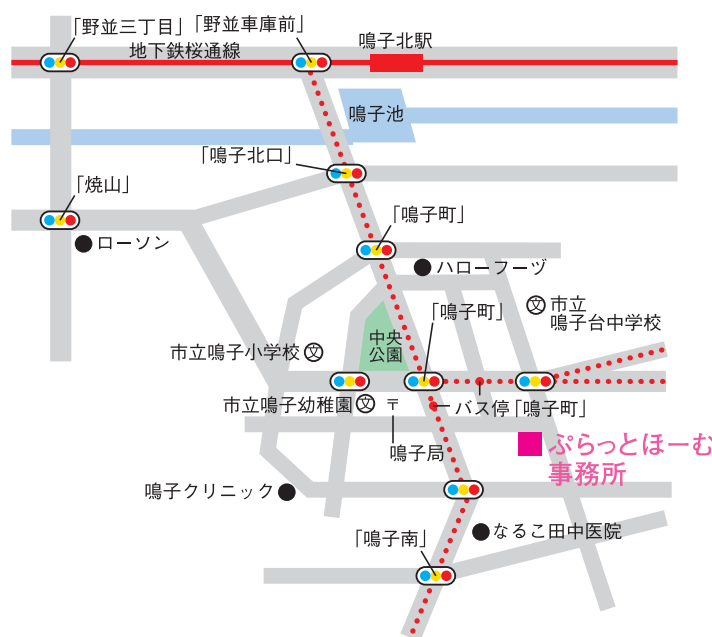 「野並三丁目」
「野並車庫前」
地下鉄桜通線
鳴子北駅
鳴子池
「鳴子北口」
「焼山」
「鳴子町」
ローソン
ハローフーヅ
文
市立
鳴子台中学校
「鳴子町」
中央
公園
市立鳴子小学校 文
市立鳴子幼稚園 文
〒
バス停「鳴子町」
鳴子局
ぷらっとほーむ
事務所
鳴子クリニック
なるこ田中医院
「鳴子南」